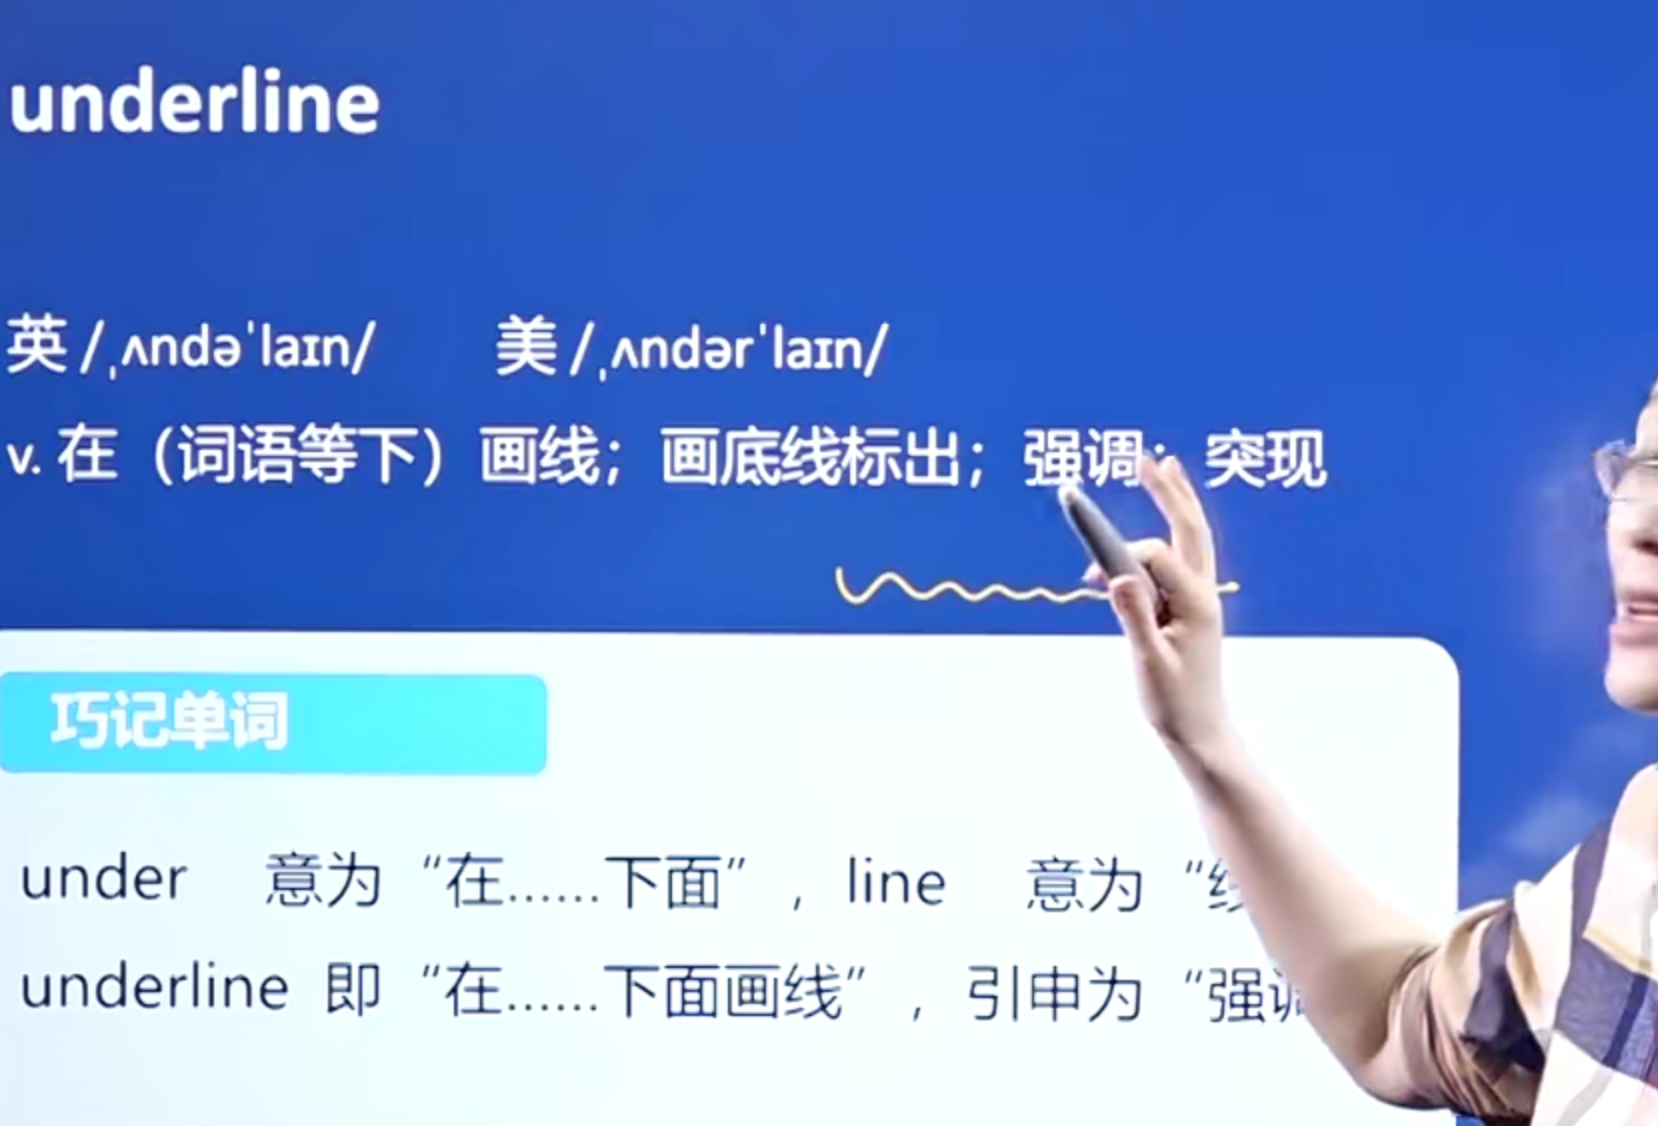 underline
英 /ˌʌndəˈlaɪn/ 美 /ˌʌndərˈlaɪn/
v. 在（词语等下）画线；画底线标出；强调；突现
巧记单词
under 意为 “在……下面” ，line 意为 “线
underline 即 “在……下面画线” ，引申为 “强调